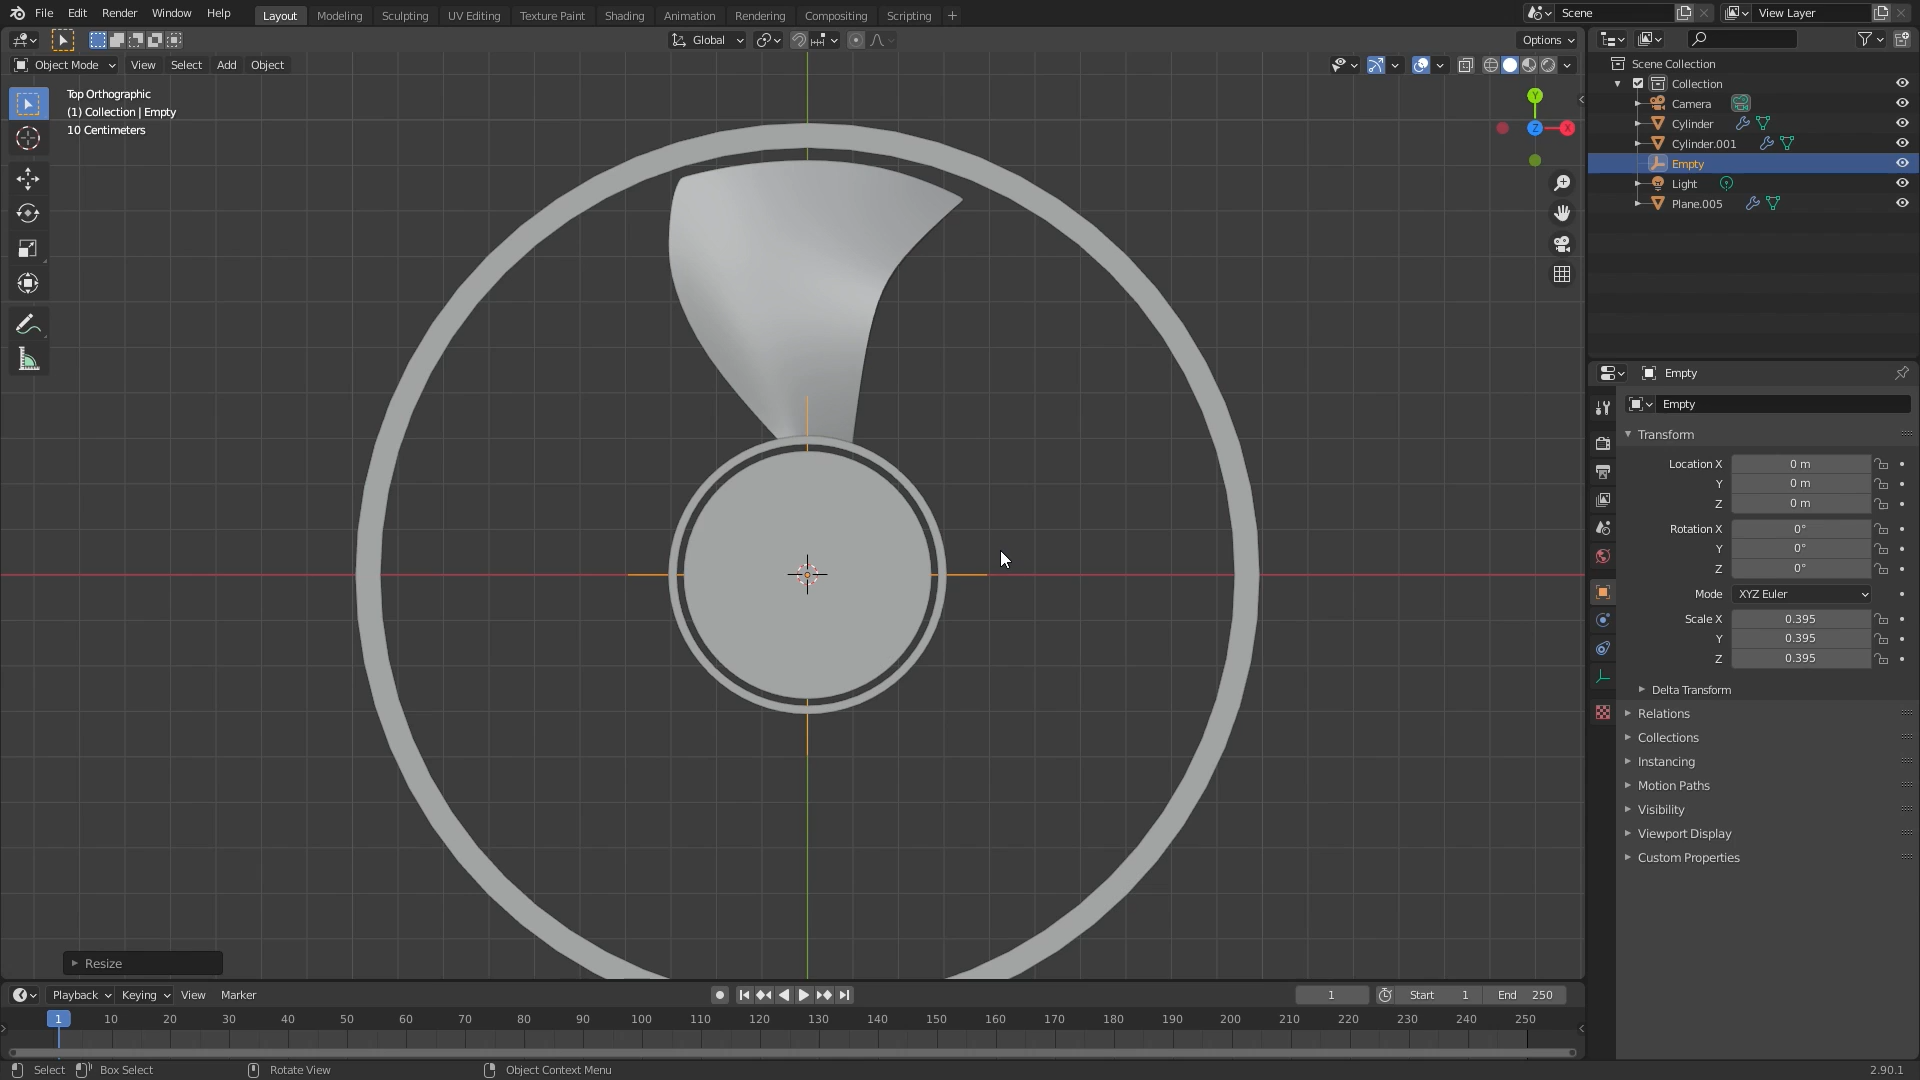 File Edit Render Window Help Layout Modeling Sculpting UV Editing Texture Paint Shading Animation Rendering Compositing Scripting + Scene View Layer
Global Options
Object Mode View Select Add Object
Top Orthographic
(1) Collection | Empty
10 Centimeters
Y
Z
X
Scene Collection
Collection
Camera
Cylinder
Cylinder.001
Empty
Light
Plane.005
Empty
Empty
Transform
Location X 0 m
Y 0 m
Z 0 m
Rotation X 0°
Y 0°
Z 0°
Mode XYZ Euler
Scale X 0.395
Y 0.395
Z 0.395
Delta Transform
Relations
Collections
Instancing
Motion Paths
Visibility
Viewport Display
Custom Properties
Resize
Playback Keying View Marker 1 Start 1 End 250
1 10 20 30 40 50 60 70 80 90 100 110 120 130 140 150 160 170 180 190 200 210 220 230 240 250
Select Box Select Rotate View Object Context Menu 2.90.1